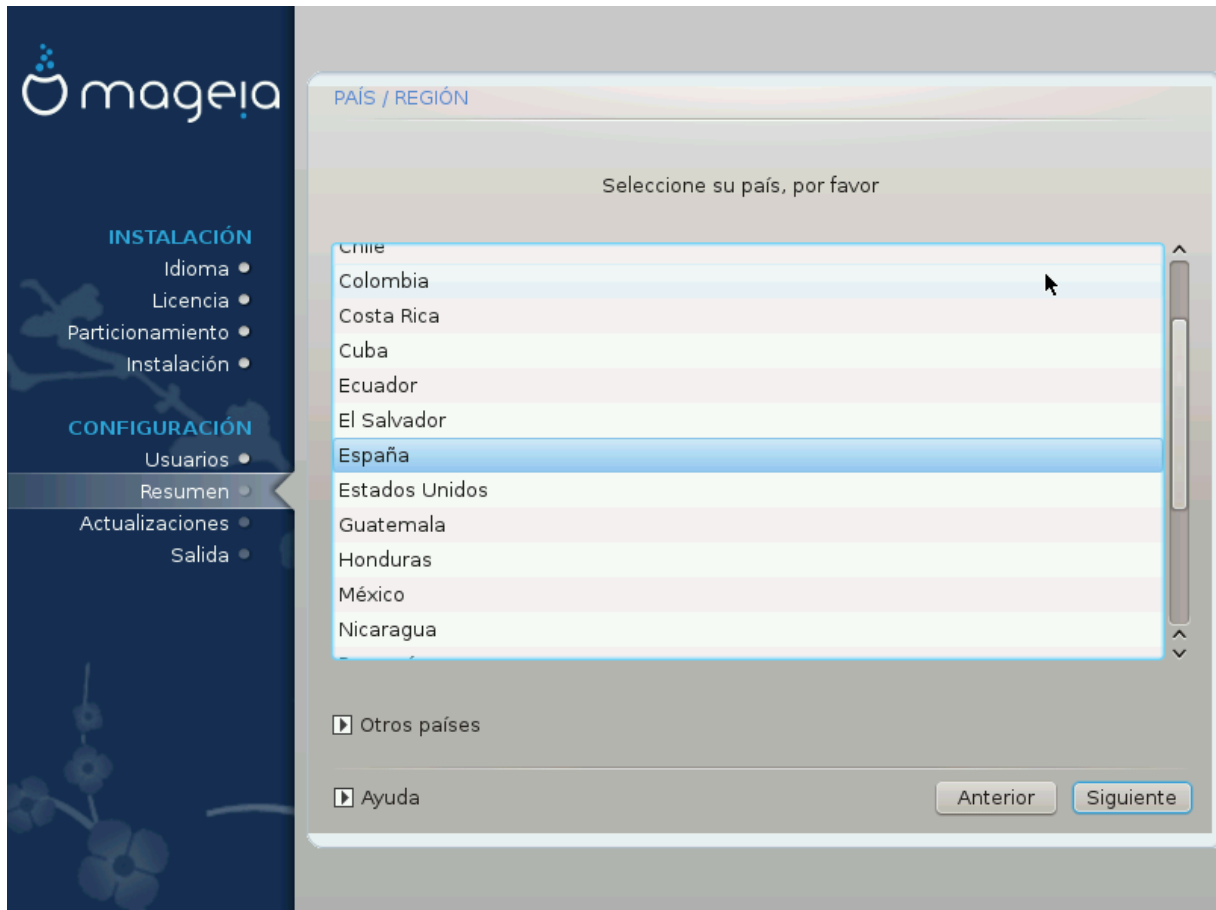 mageia
INSTALACIÓN
Idioma
Licencia
Particionamiento
Instalación
CONFIGURACIÓN
Usuarios
Resumen
Actualizaciones
Salida
PAÍS / REGIÓN
Seleccione su país, por favor
Chile
Colombia
Costa Rica
Cuba
Ecuador
El Salvador
España
Estados Unidos
Guatemala
Honduras
México
Nicaragua
Otros países
Ayuda
Anterior
Siguiente